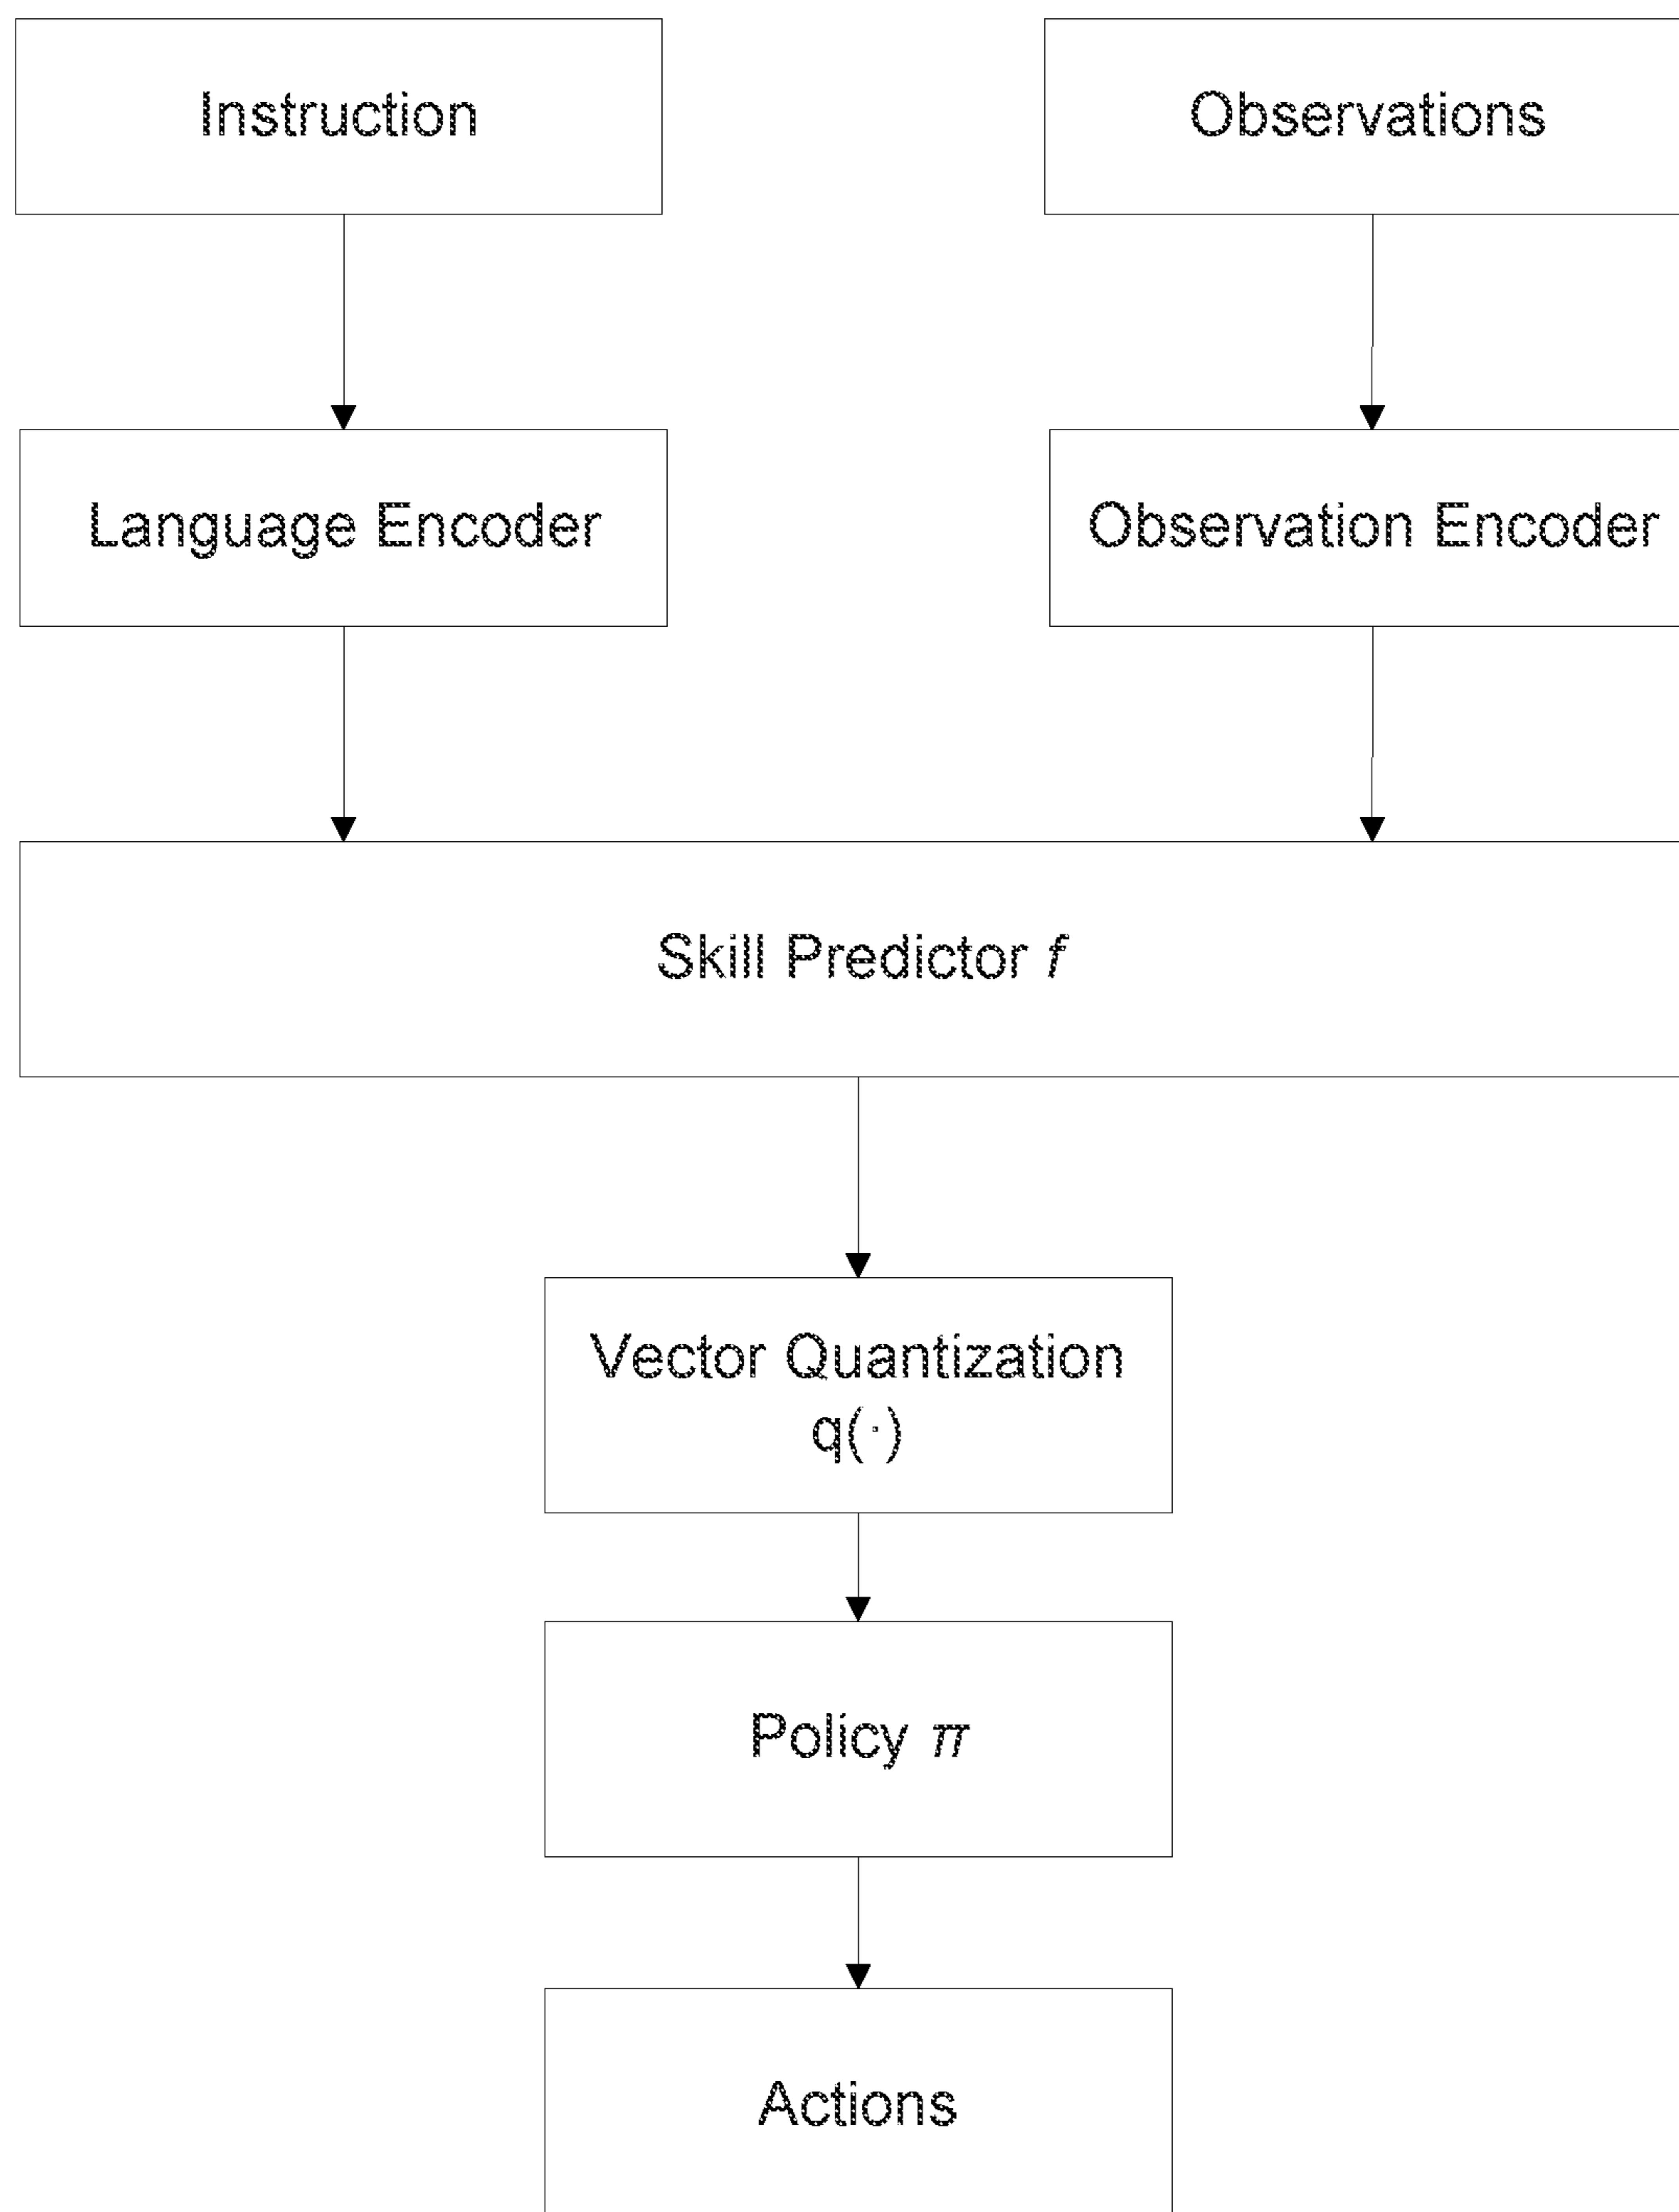 Instruction
Observations
Language Encoder
Observation Encoder
Skill Predictor f
Vector Quantization
q(·)
Policy π
Actions